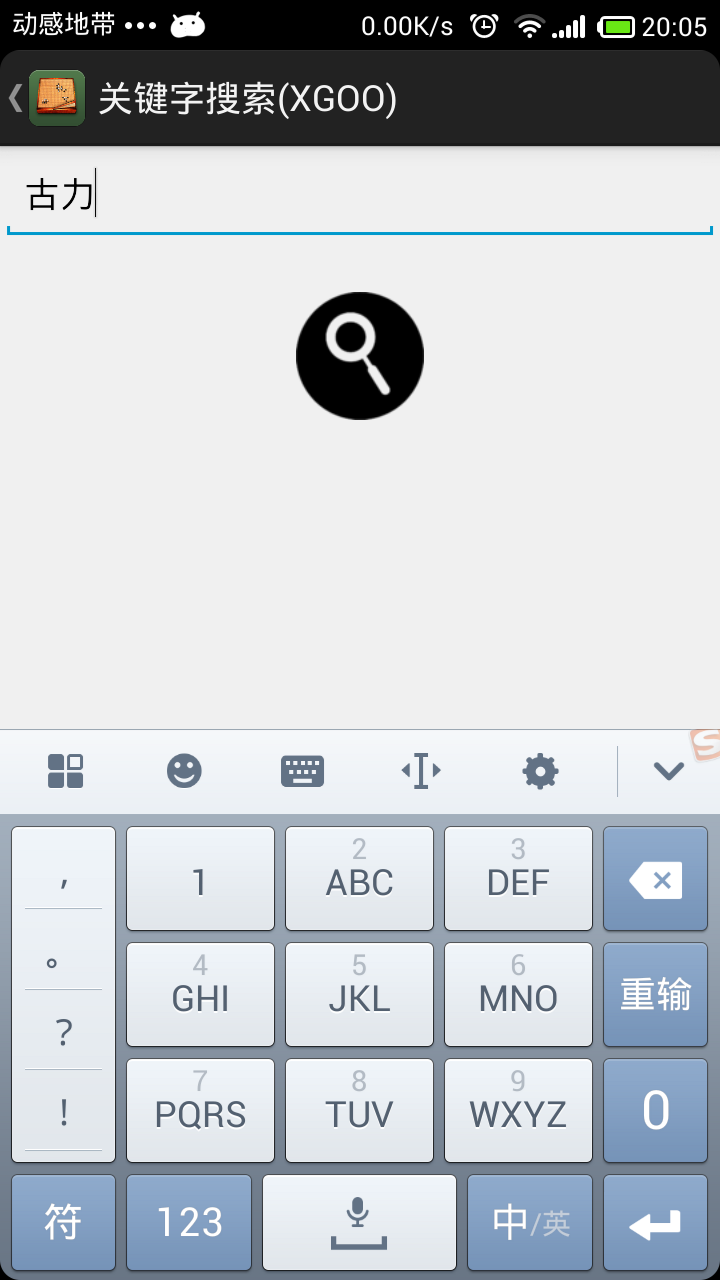 动感地带 ••• 0.00K/s 20:05
关键字搜索(XGOO)
古力
, 1 2 ABC 3 DEF
。 4 GHI 5 JKL 6 MNO 重输
? 7 PQRS 8 TUV 9 WXYZ 0
!
符 123 中/英